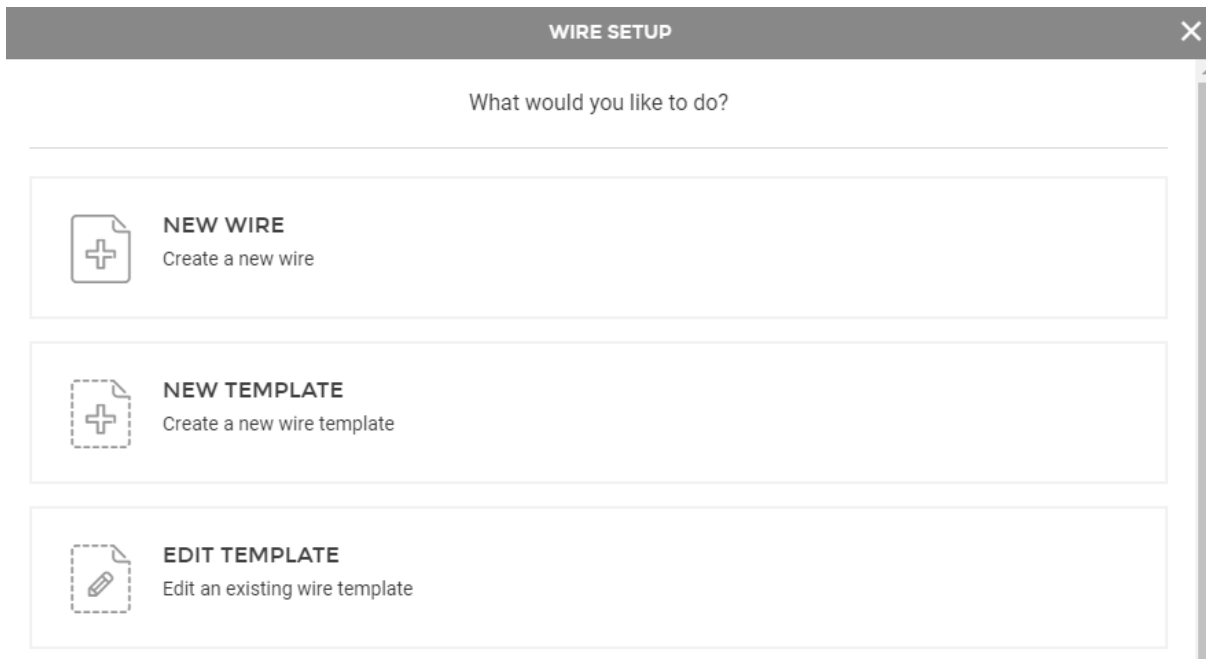 WIRE SETUP
What would you like to do?
NEW WIRE
Create a new wire
NEW TEMPLATE
Create a new wire template
EDIT TEMPLATE
Edit an existing wire template